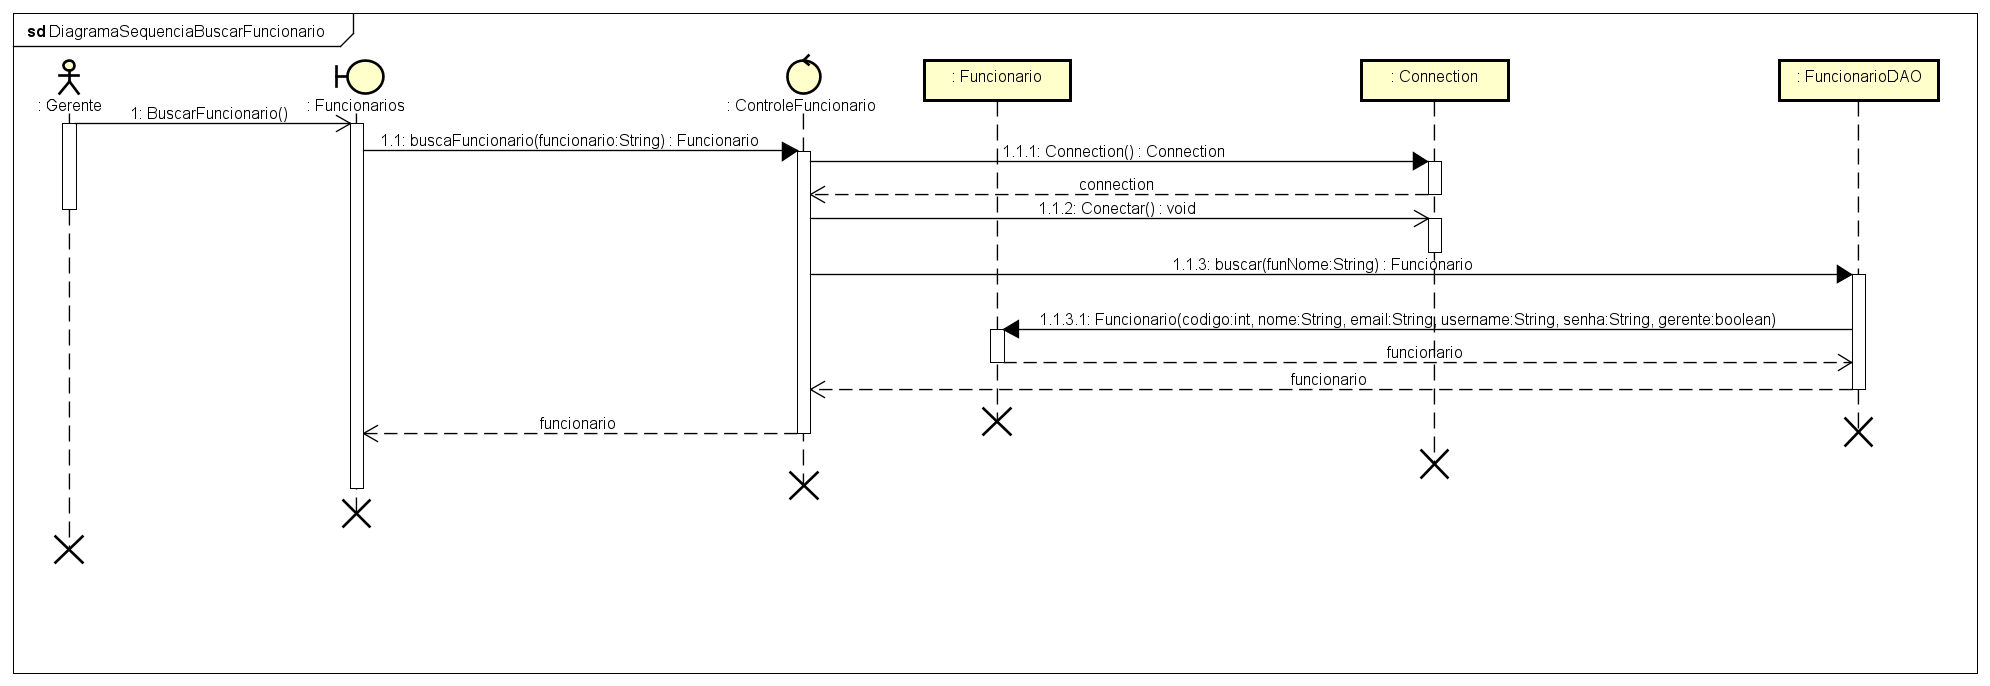 sd DiagramaSequenciaBuscarFuncionario
: Gerente
: Funcionarios
: ControleFuncionario
: Funcionario
: Connection
: FuncionarioDAO
1: BuscarFuncionario()
1.1: buscaFuncionario(funcionario:String) : Funcionario
1.1.1: Connection() : Connection
connection
1.1.2: Conectar() : void
1.1.3: buscar(funNome:String) : Funcionario
1.1.3.1: Funcionario(codigo:int, nome:String, email:String, username:String, senha:String, gerente:boolean)
funcionario
funcionario
funcionario